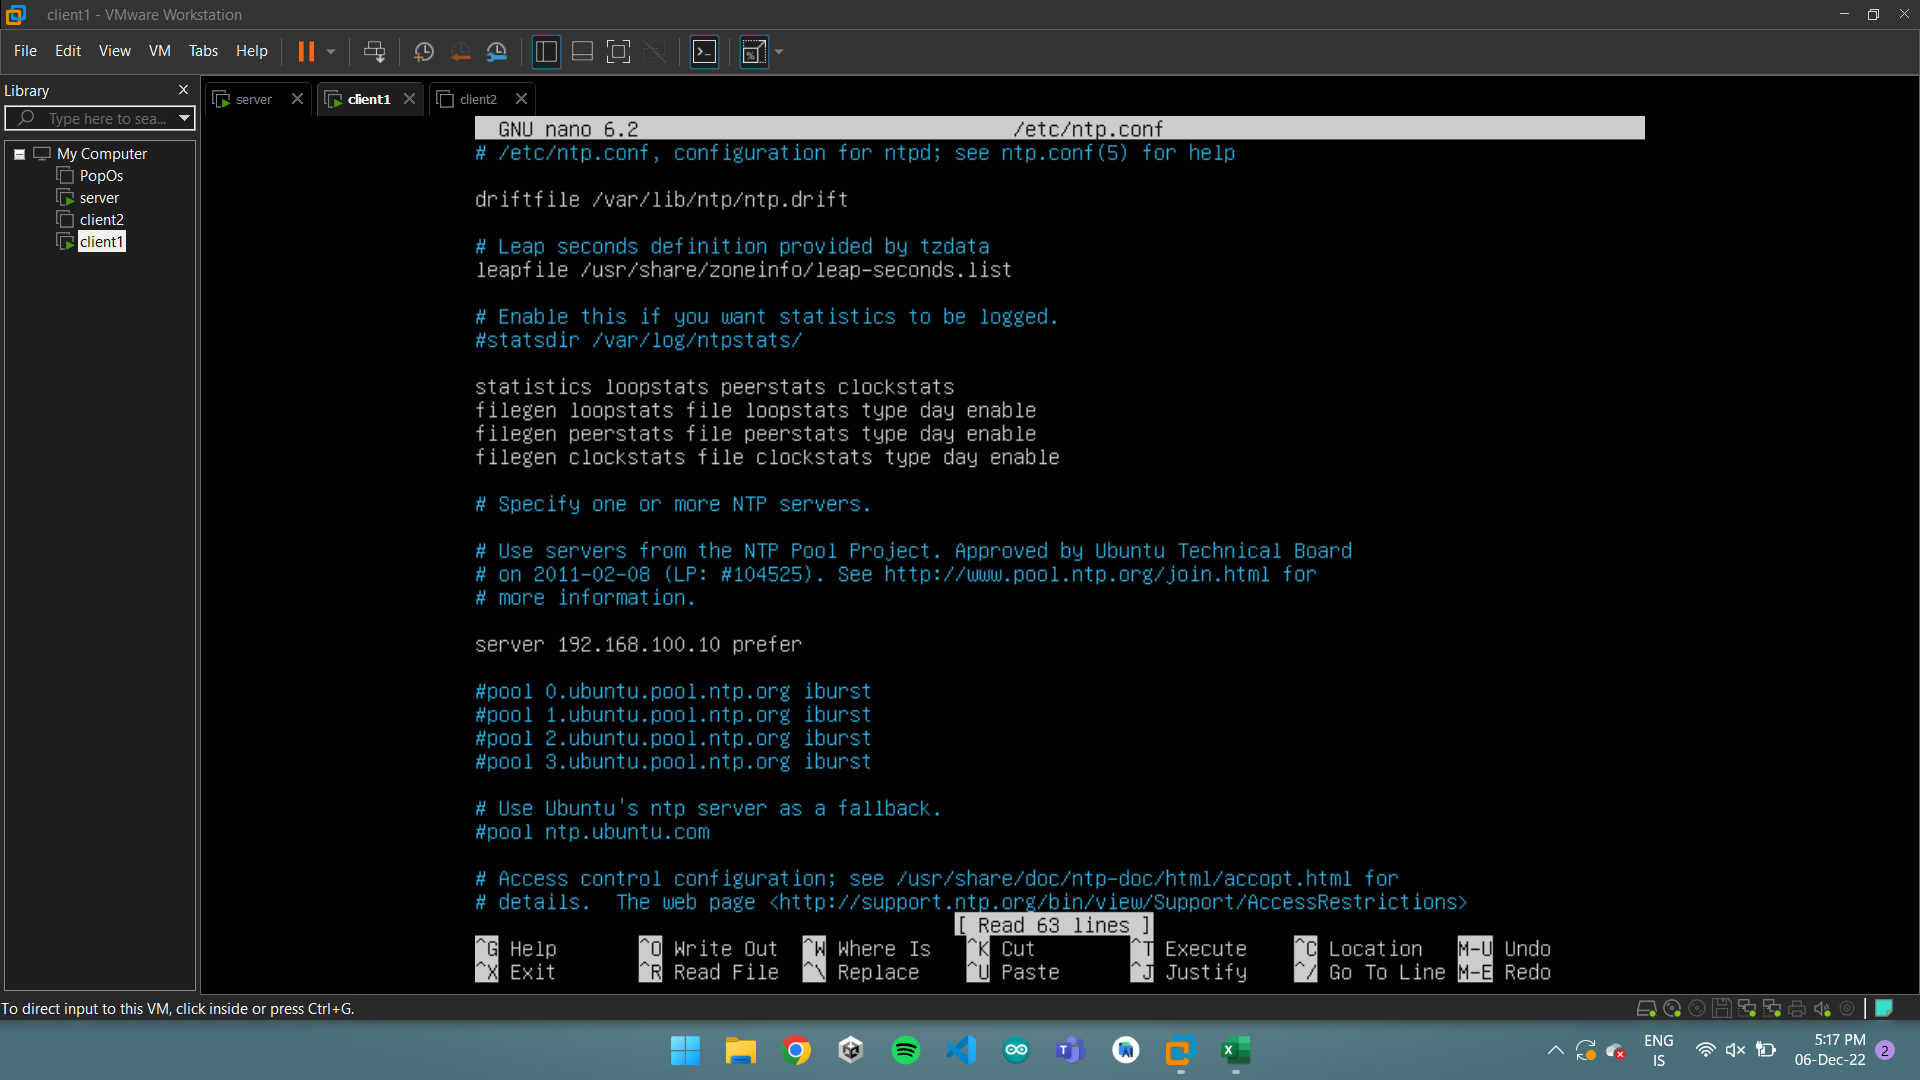 client1 - VMware Workstation
File Edit View VM Tabs Help
Library
Type here to sea...
My Computer
PopOs
server
client2
client1
server client1 client2
GNU nano 6.2 /etc/ntp.conf
# /etc/ntp.conf, configuration for ntpd; see ntp.conf(5) for help
driftfile /var/lib/ntp/ntp.drift
# Leap seconds definition provided by tzdata
leapfile /usr/share/zoneinfo/leap-seconds.list
# Enable this if you want statistics to be logged.
#statsdir /var/log/ntpstats/
statistics loopstats peerstats clockstats
filegen loopstats file loopstats type day enable
filegen peerstats file peerstats type day enable
filegen clockstats file clockstats type day enable
# Specify one or more NTP servers.
# Use servers from the NTP Pool Project. Approved by Ubuntu Technical Board
# on 2011-02-08 (LP: #104525). See http://www.pool.ntp.org/join.html for
# more information.
server 192.168.100.10 prefer
#pool 0.ubuntu.pool.ntp.org iburst
#pool 1.ubuntu.pool.ntp.org iburst
#pool 2.ubuntu.pool.ntp.org iburst
#pool 3.ubuntu.pool.ntp.org iburst
# Use Ubuntu's ntp server as a fallback.
#pool ntp.ubuntu.com
# Access control configuration; see /usr/share/doc/ntp-doc/html/accopt.html for
# details.  The web page <http://support.ntp.org/bin/view/Support/AccessRestrictions>
[ Read 63 lines ]
^G Help ^O Write Out ^W Where Is ^K Cut ^T Execute ^C Location M-U Undo
^X Exit ^R Read File ^\ Replace ^U Paste ^J Justify ^/ Go To Line M-E Redo
To direct input to this VM, click inside or press Ctrl+G.
ENG
IS
5:17 PM
06-Dec-22
2